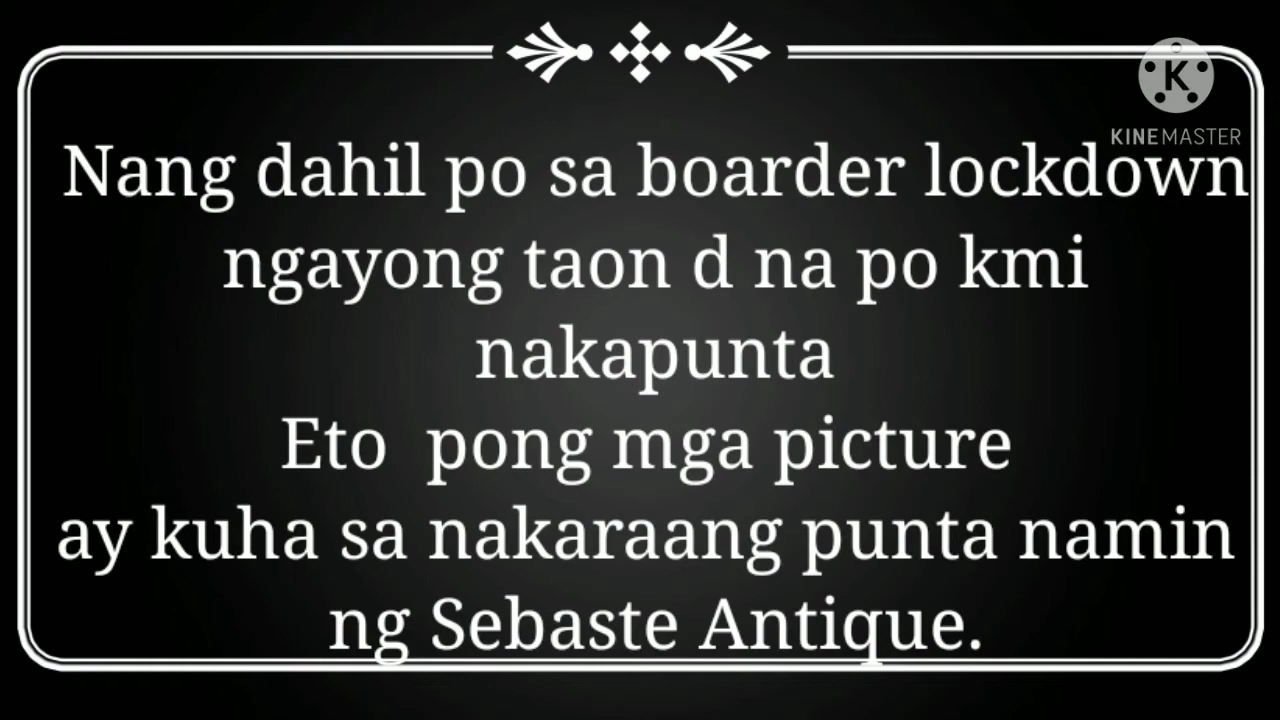 KINEMASTER
Nang dahil po sa boarder lockdown
ngayong taon d na po kmi
nakapunta
Eto pong mga picture
ay kuha sa nakaraang punta namin
ng Sebaste Antique.